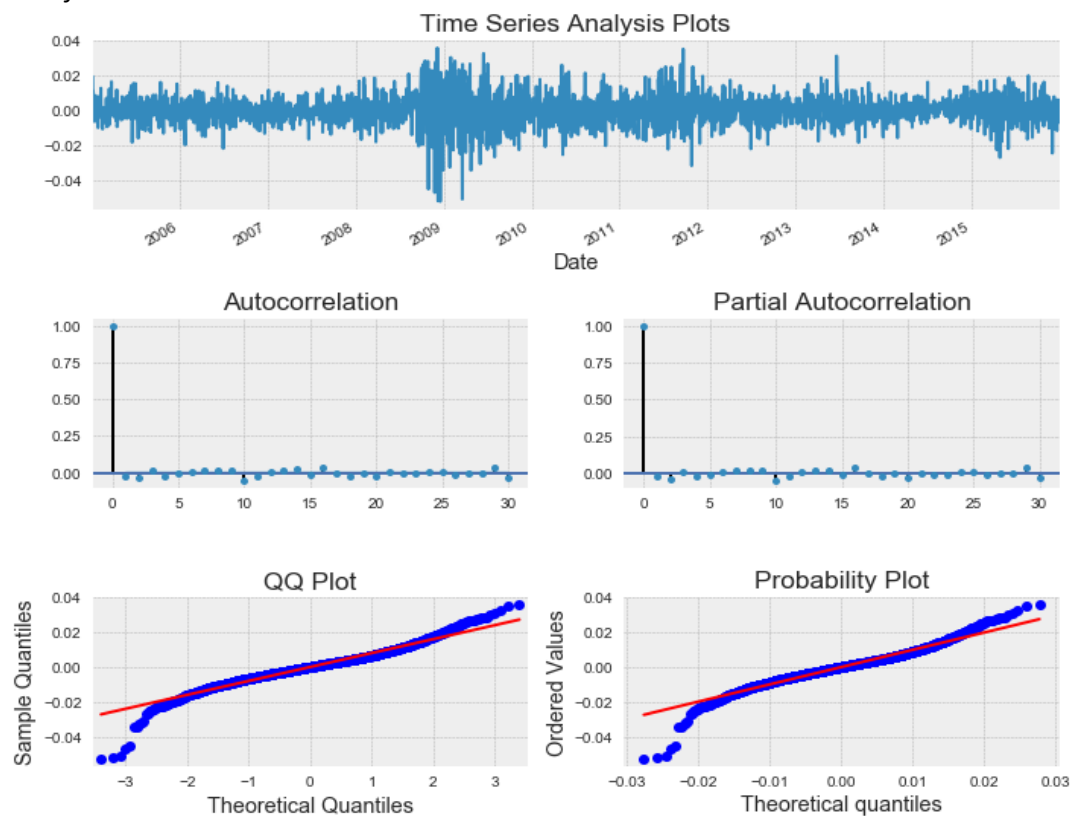 Time Series Analysis Plots
0.04
0.02
0.00
−0.02
−0.04
2006 2007 2008 2009 2010 2011 2012 2013 2014 2015
Date
Autocorrelation
1.00
0.75
0.50
0.25
0.00
0 5 10 15 20 25 30
Partial Autocorrelation
1.00
0.75
0.50
0.25
0.00
0 5 10 15 20 25 30
QQ Plot
Sample Quantiles
0.04
0.02
0.00
−0.02
−0.04
−3 −2 −1 0 1 2 3
Theoretical Quantiles
Probability Plot
Ordered Values
0.04
0.02
0.00
−0.02
−0.04
−0.03 −0.02 −0.01 0.00 0.01 0.02 0.03
Theoretical quantiles